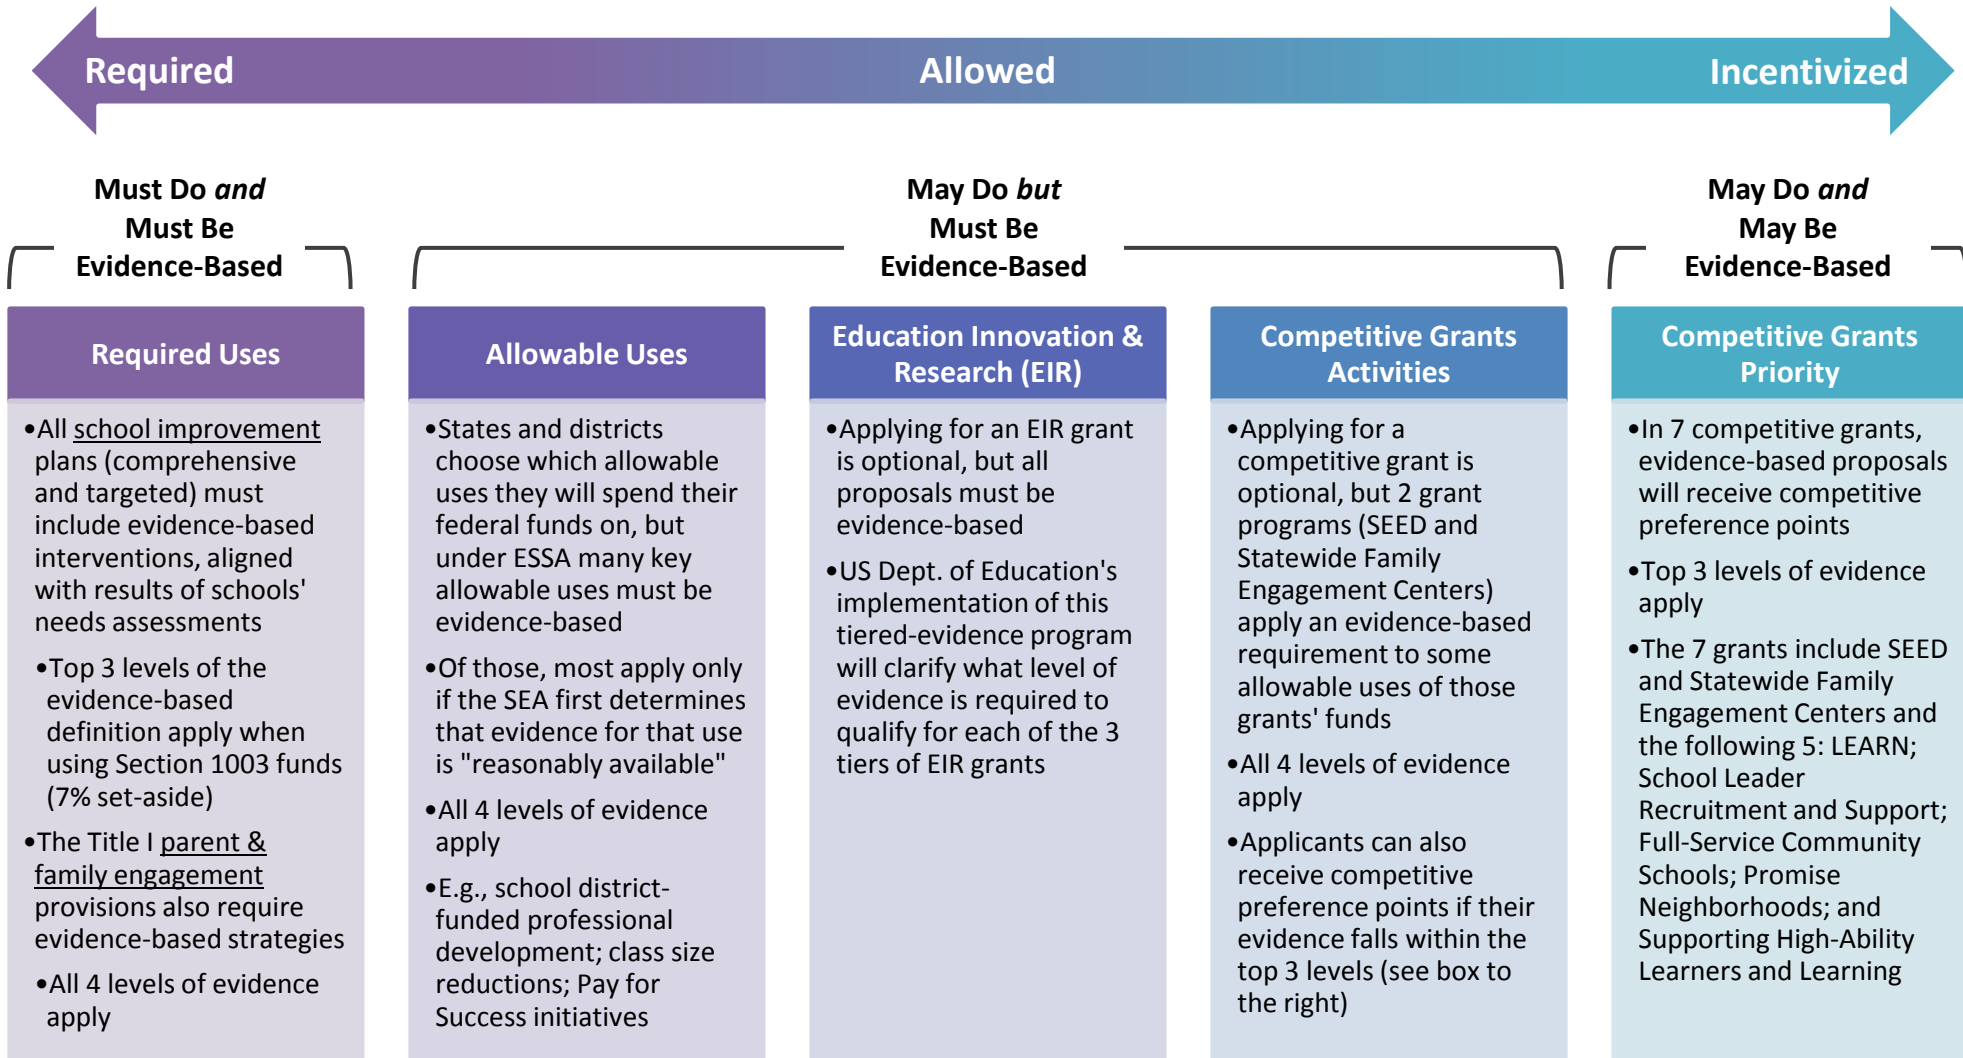 Required
Allowed
Incentivized
Must Do and
Must Be
Evidence-Based
May Do but
Must Be
Evidence-Based
May Do and
May Be
Evidence-Based
Required Uses
•All school improvement
plans (comprehensive
and targeted) must
include evidence-based
interventions, aligned
with results of schools'
needs assessments
•Top 3 levels of the
evidence-based
definition apply when
using Section 1003 funds
(7% set-aside)
•The Title I parent &
family engagement
provisions also require
evidence-based strategies
•All 4 levels of evidence
apply
Allowable Uses
•States and districts
choose which allowable
uses they will spend their
federal funds on, but
under ESSA many key
allowable uses must be
evidence-based
•Of those, most apply only
if the SEA first determines
that evidence for that use
is "reasonably available"
•All 4 levels of evidence
apply
•E.g., school district-
funded professional
development; class size
reductions; Pay for
Success initiatives
Education Innovation &
Research (EIR)
•Applying for an EIR grant
is optional, but all
proposals must be
evidence-based
•US Dept. of Education's
implementation of this
tiered-evidence program
will clarify what level of
evidence is required to
qualify for each of the 3
tiers of EIR grants
Competitive Grants
Activities
•Applying for a
competitive grant is
optional, but 2 grant
programs (SEED and
Statewide Family
Engagement Centers)
apply an evidence-based
requirement to some
allowable uses of those
grants' funds
•All 4 levels of evidence
apply
•Applicants can also
receive competitive
preference points if their
evidence falls within the
top 3 levels (see box to
the right)
Competitive Grants
Priority
•In 7 competitive grants,
evidence-based proposals
will receive competitive
preference points
•Top 3 levels of evidence
apply
•The 7 grants include SEED
and Statewide Family
Engagement Centers and
the following 5: LEARN;
School Leader
Recruitment and Support;
Full-Service Community
Schools; Promise
Neighborhoods; and
Supporting High-Ability
Learners and Learning